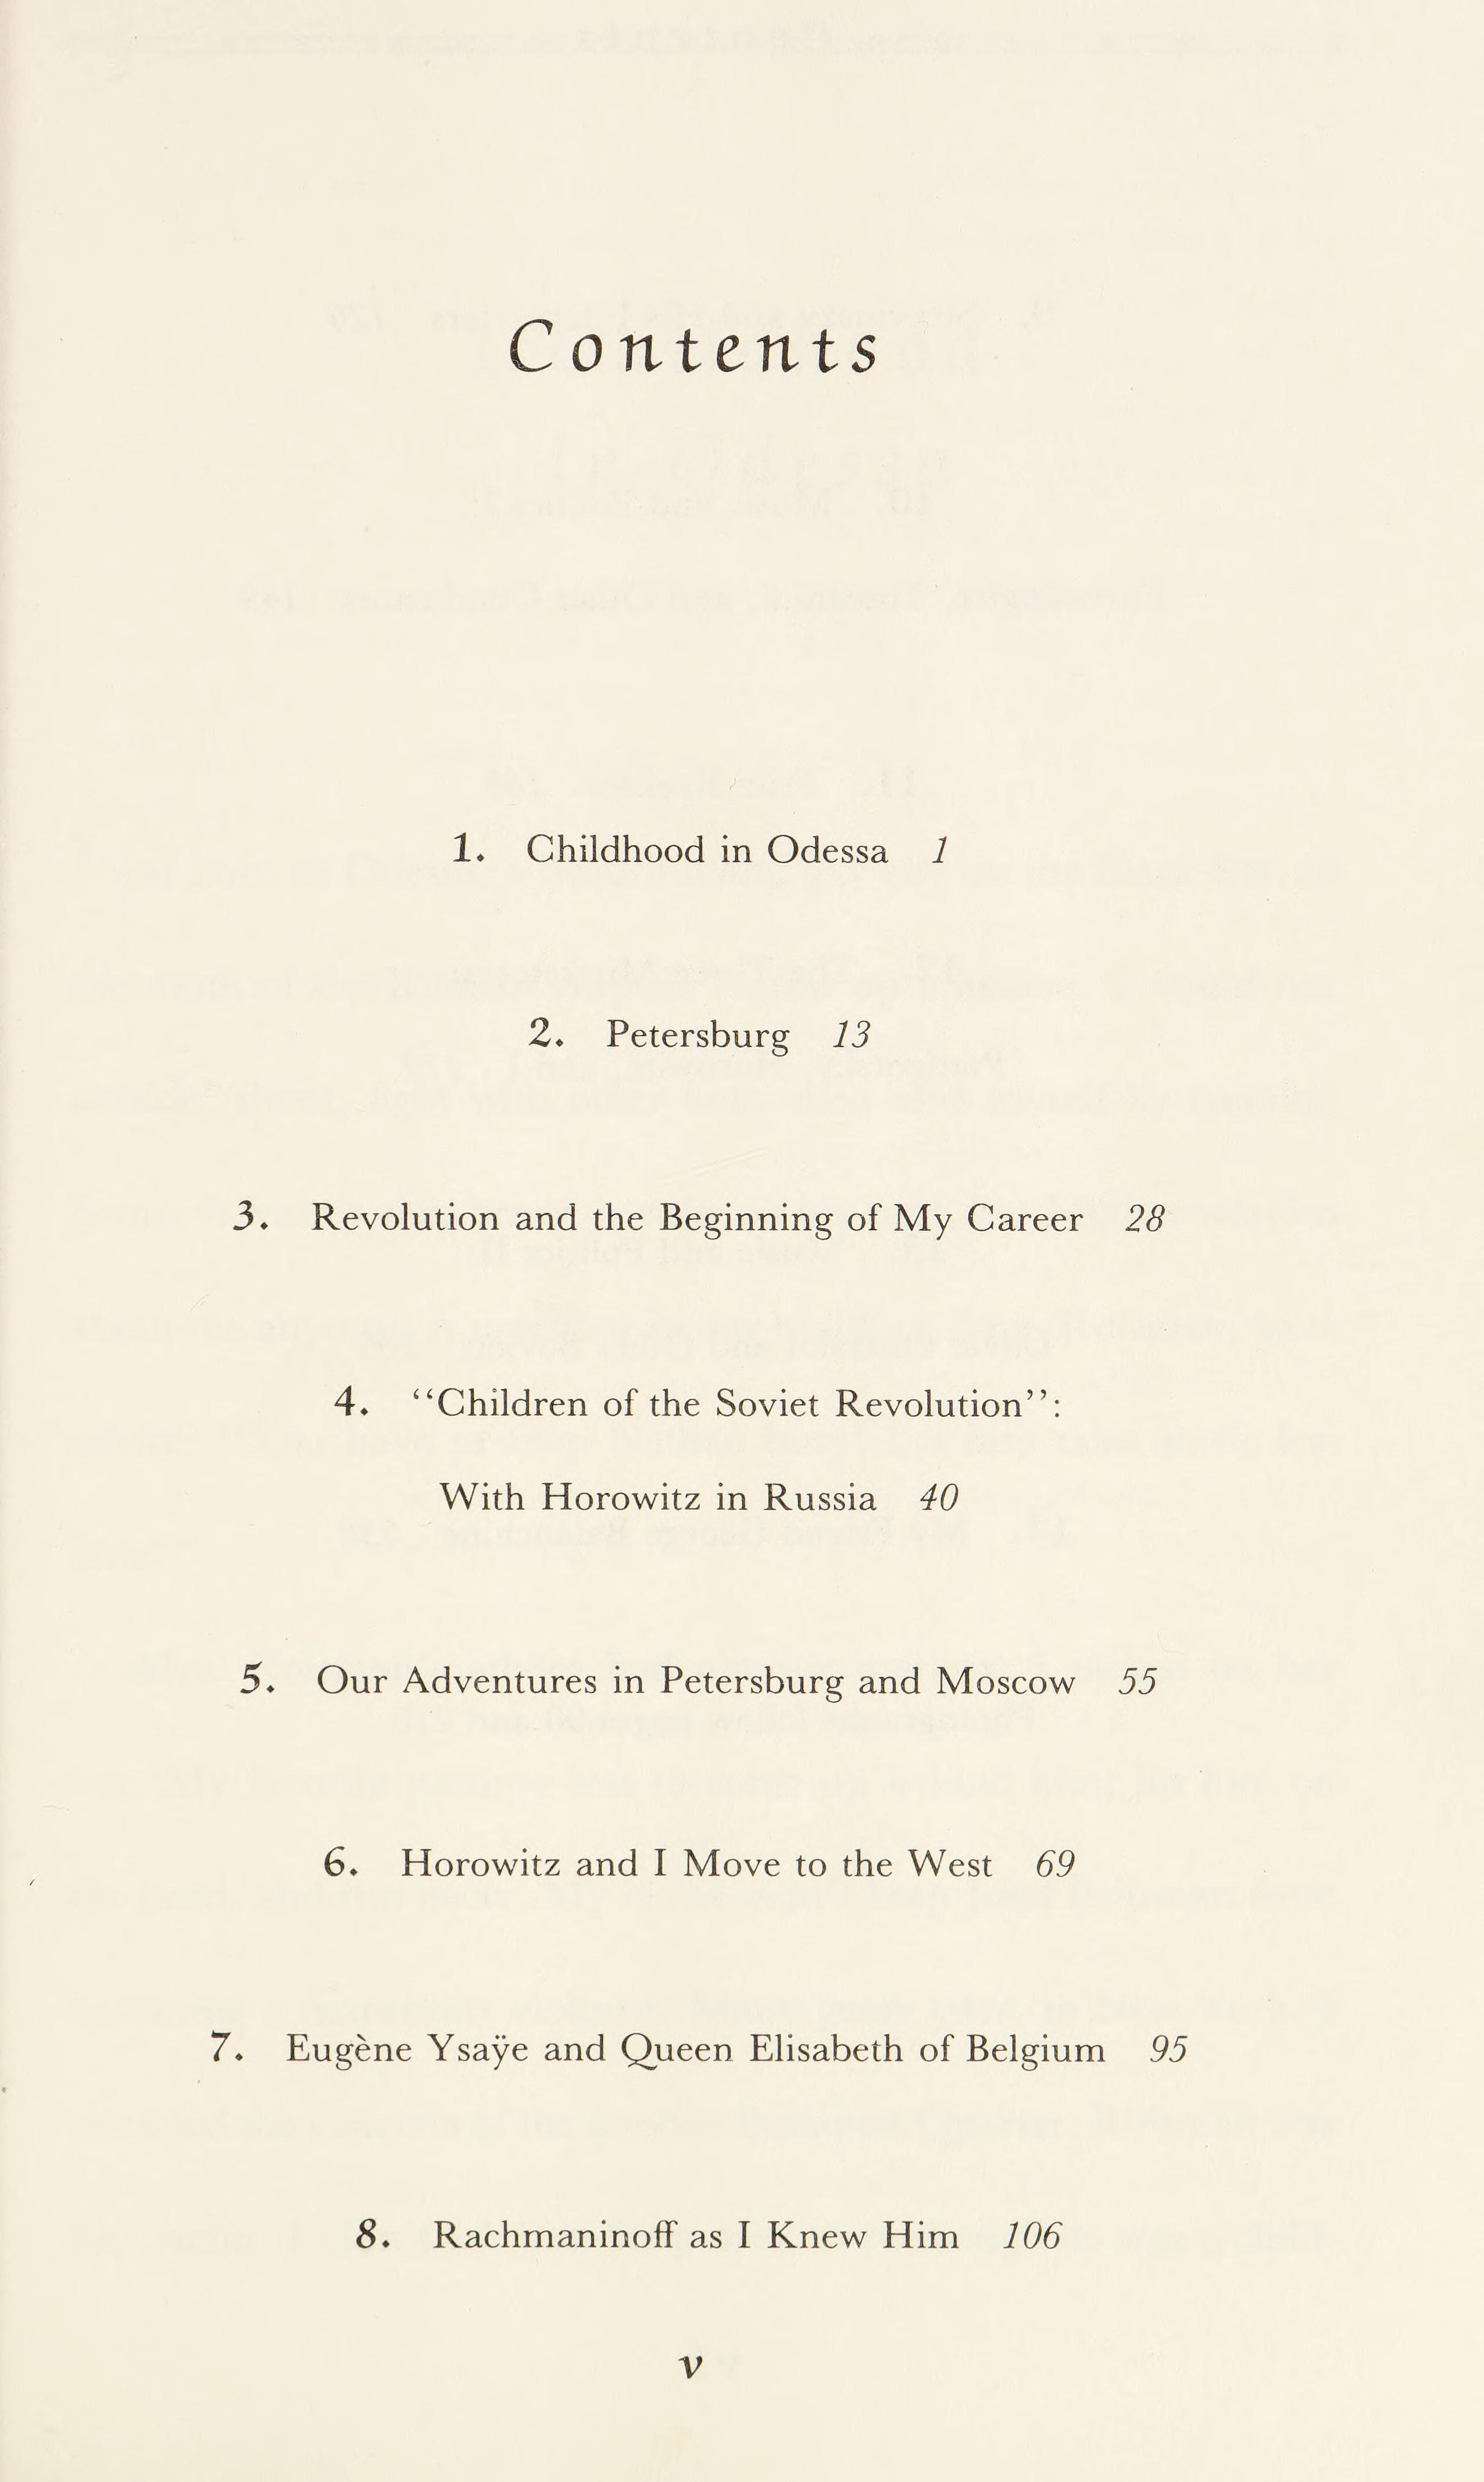 Contents
1. Childhood in Odessa 1
2. Petersburg 13
3. Revolution and the Beginning of My Career 28
4. “Children of the Soviet Revolution”:
With Horowitz in Russia 40
5. Our Adventures in Petersburg and Moscow 55
6. Horowitz and I Move to the West 69
7. Eugène Ysaÿe and Queen Elisabeth of Belgium 95
8. Rachmaninoff as I Knew Him 106
v